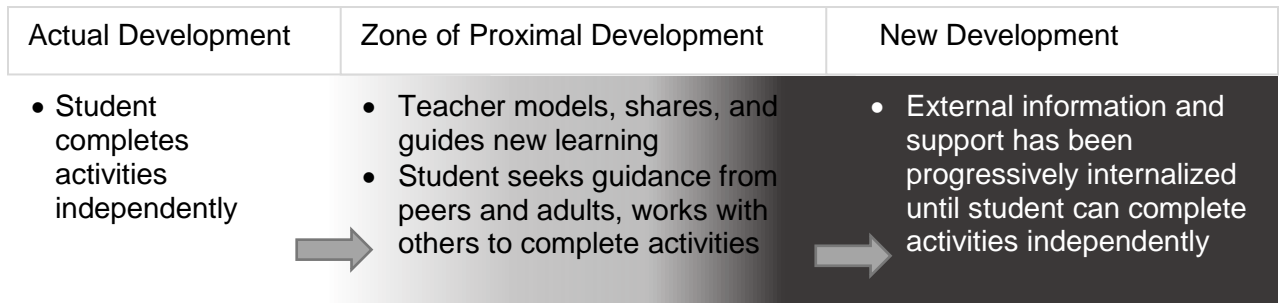 Actual Development
Zone of Proximal Development
New Development
• Student
completes
activities
independently
• Teacher models, shares, and
guides new learning
• Student seeks guidance from
peers and adults, works with
others to complete activities
• External information and
support has been
progressively internalized
until student can complete
activities independently